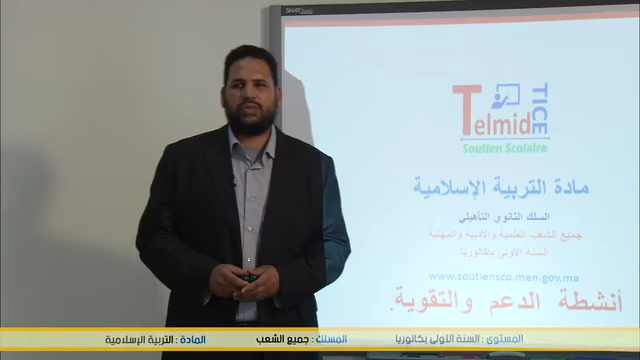 SMART
Telmid TICE
Soutien Scolaire
مادة التربية الإسلامية
السلك الثانوي التأهيلي
جميع الشعب العلمية والأدبية والمهنية
السنة الأولى باكالوريا
www.soutiensco.men.gov.ma
أنشطة الدعم والتقوية.
المستوى : السنة الأولى بكالوريا المسلك : جميع الشعب المادة : التربية الإسلامية